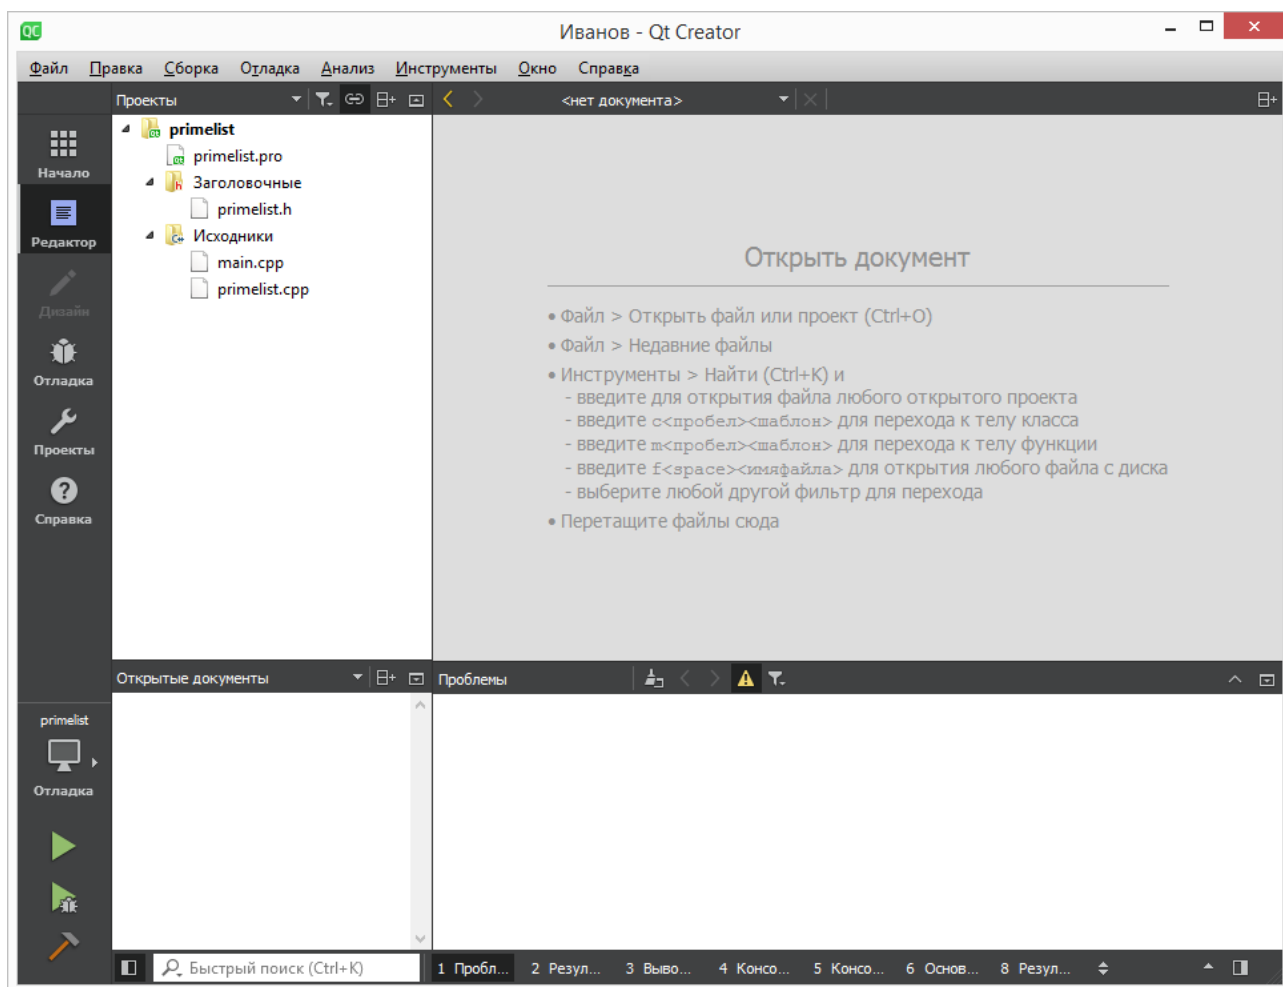 QC Иванов - Qt Creator
Файл Правка Сборка Отладка Анализ Инструменты Окно Справка
Проекты <нет документа>
Начало
Редактор
Дизайн
Отладка
Проекты
Справка
primelist
primelist.pro
Заголовочные
primelist.h
Исходники
main.cpp
primelist.cpp
Открыть документ
• Файл > Открыть файл или проект (Ctrl+O)
• Файл > Недавние файлы
• Инструменты > Найти (Ctrl+K) и
- введите для открытия файла любого открытого проекта
- введите c<пробел><шаблон> для перехода к телу класса
- введите m<пробел><шаблон> для перехода к телу функции
- введите f<space><имяфайла> для открытия любого файла с диска
- выберите любой другой фильтр для перехода
• Перетащите файлы сюда
Открытые документы
Проблемы
primelist
Отладка
Быстрый поиск (Ctrl+K)
1 Пробл... 2 Резул... 3 Выво... 4 Консо... 5 Консо... 6 Основ... 8 Резул...